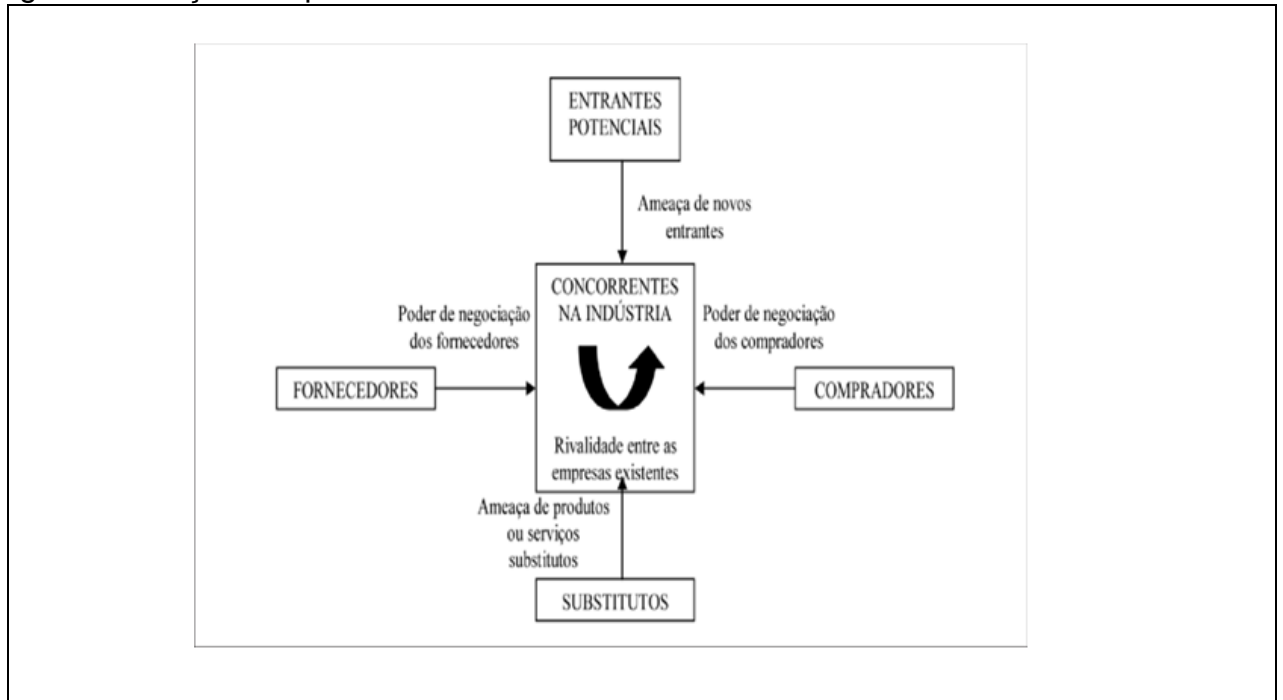 ENTRANTES
POTENCIAIS
Ameaça de novos
entrantes
CONCORRENTES
NA INDÚSTRIA
Poder de negociação
dos fornecedores
Poder de negociação
dos compradores
FORNECEDORES
COMPRADORES
Rivalidade entre as
empresas existentes
Ameaça de produtos
ou serviços
substitutos
SUBSTITUTOS